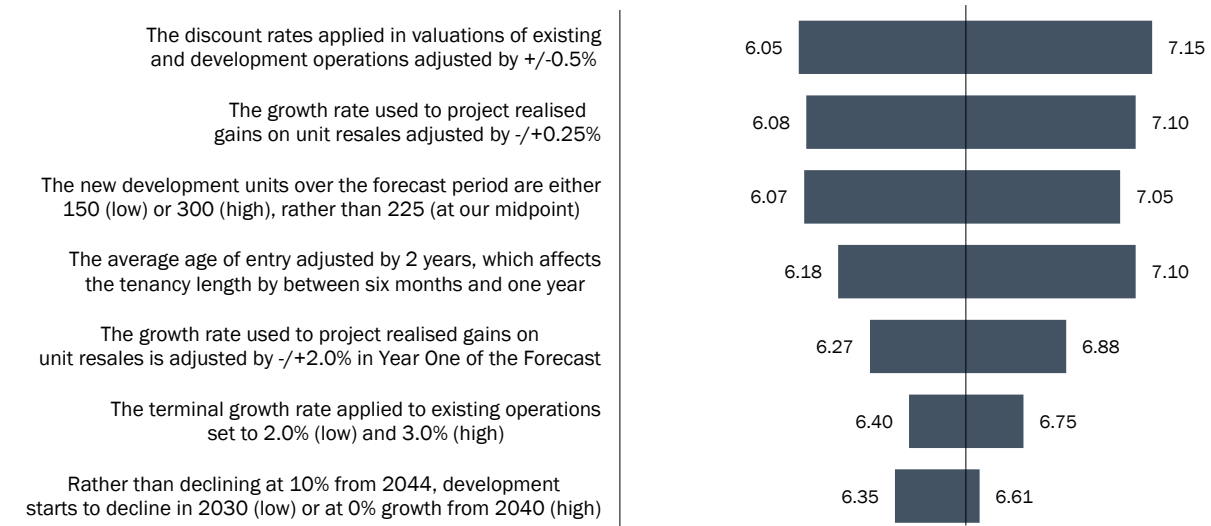 The discount rates applied in valuations of existing
and development operations adjusted by +/-0.5%
6.05
7.15
The growth rate used to project realised
gains on unit resales adjusted by -/+0.25%
6.08
7.10
The new development units over the forecast period are either
150 (low) or 300 (high), rather than 225 (at our midpoint)
6.07
7.05
The average age of entry adjusted by 2 years, which affects
the tenancy length by between six months and one year
6.18
7.10
The growth rate used to project realised gains on
unit resales is adjusted by -/+2.0% in Year One of the Forecast
6.27
6.88
The terminal growth rate applied to existing operations
set to 2.0% (low) and 3.0% (high)
6.40
6.75
Rather than declining at 10% from 2044, development
starts to decline in 2030 (low) or at 0% growth from 2040 (high)
6.35
6.61